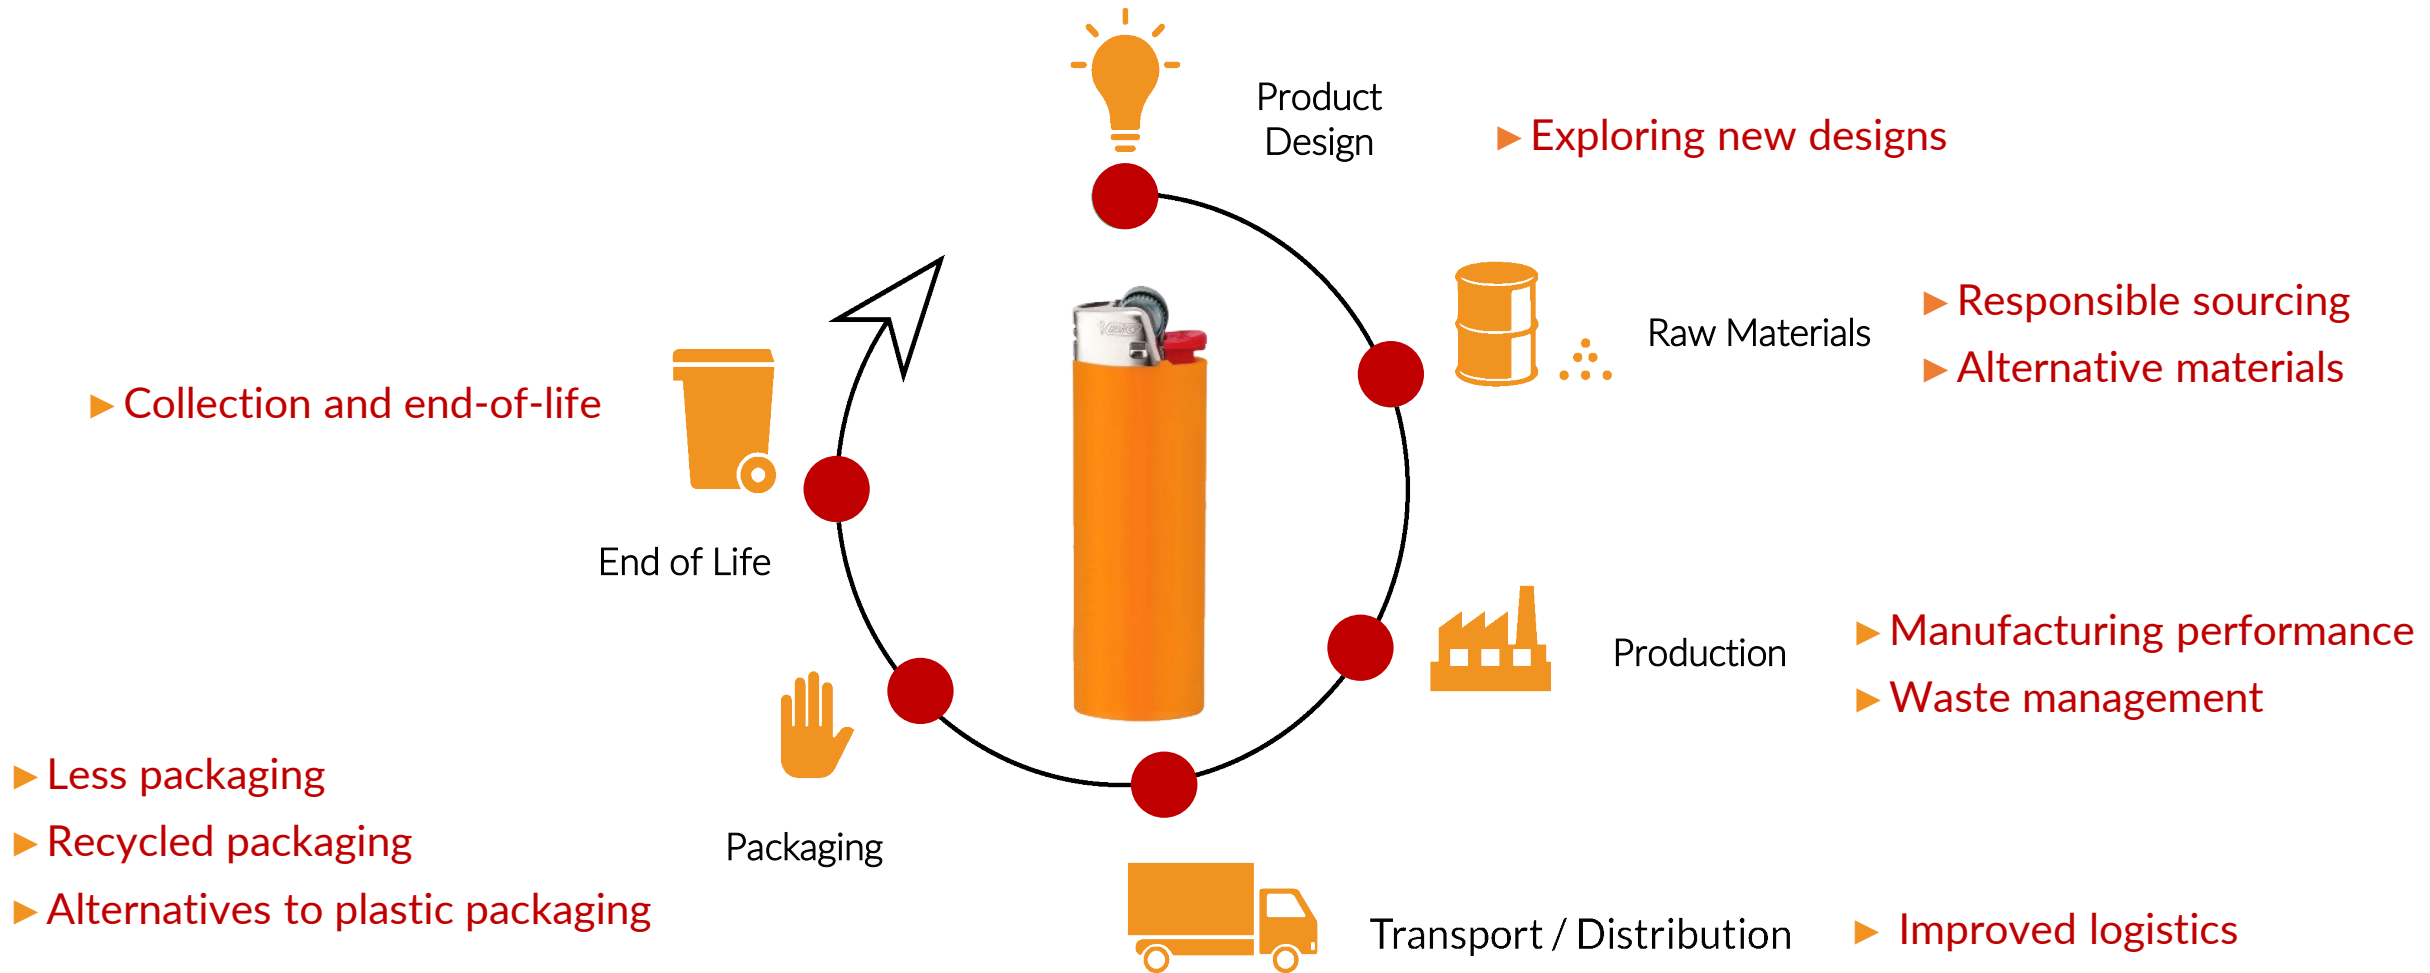 Product
Design
► Exploring new designs
Raw Materials
► Responsible sourcing
► Alternative materials
Production
► Manufacturing performance
► Waste management
Transport / Distribution
► Improved logistics
Packaging
► Less packaging
► Recycled packaging
► Alternatives to plastic packaging
End of Life
► Collection and end-of-life